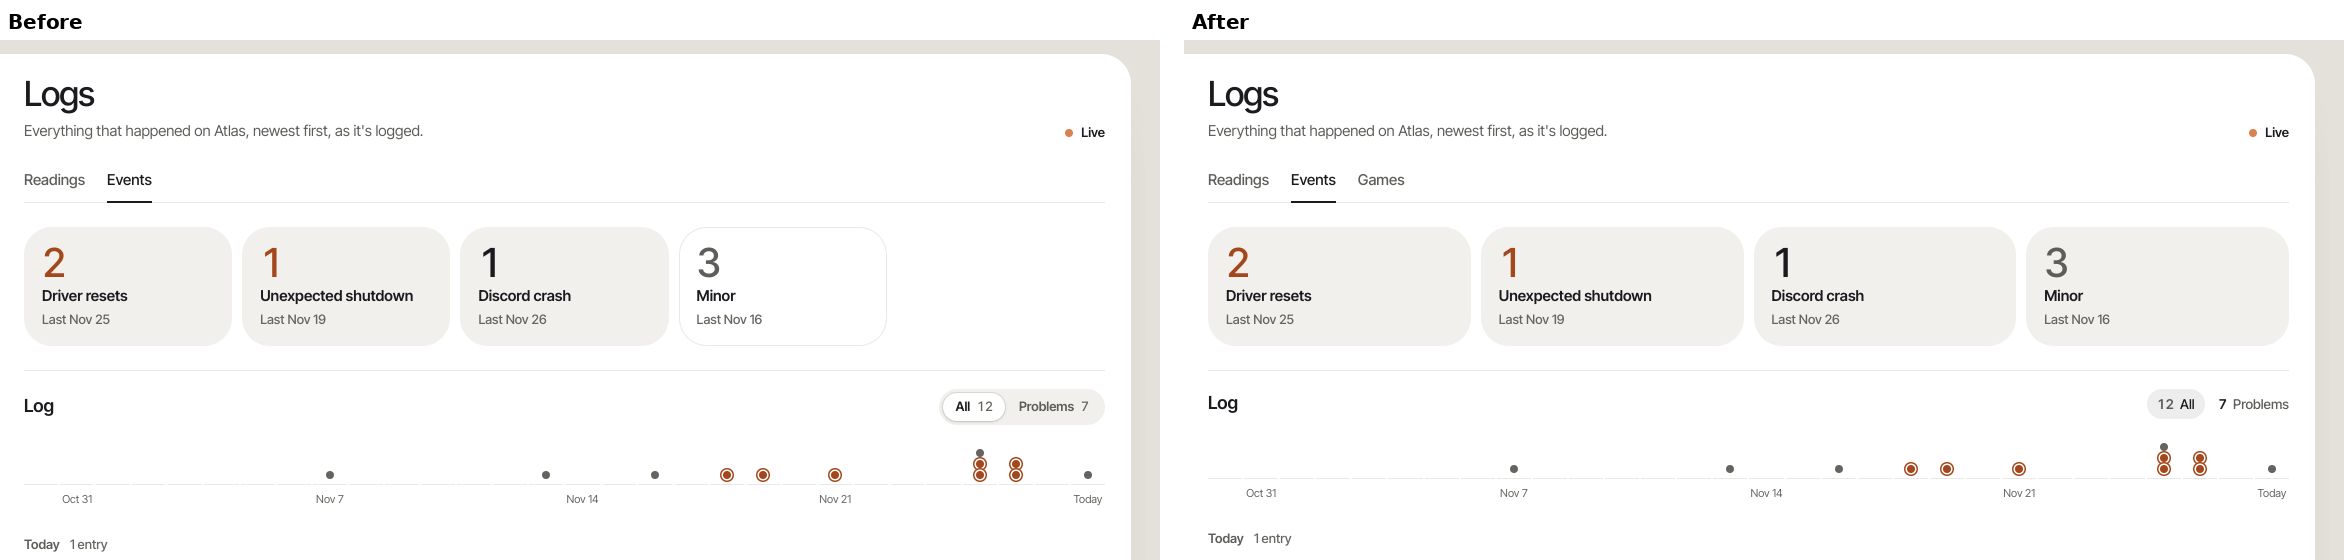 Before
Logs
Everything that happened on Atlas, newest first, as it's logged.
Live
Readings Events
2
Driver resets
Last Nov 25
1
Unexpected shutdown
Last Nov 19
1
Discord crash
Last Nov 26
3
Minor
Last Nov 16
Log
All 12 Problems 7
Oct 31 Nov 7 Nov 14 Nov 21 Today
Today 1 entry
After
Logs
Everything that happened on Atlas, newest first, as it's logged.
Live
Readings Events Games
2
Driver resets
Last Nov 25
1
Unexpected shutdown
Last Nov 19
1
Discord crash
Last Nov 26
3
Minor
Last Nov 16
Log
12 All 7 Problems
Oct 31 Nov 7 Nov 14 Nov 21 Today
Today 1 entry